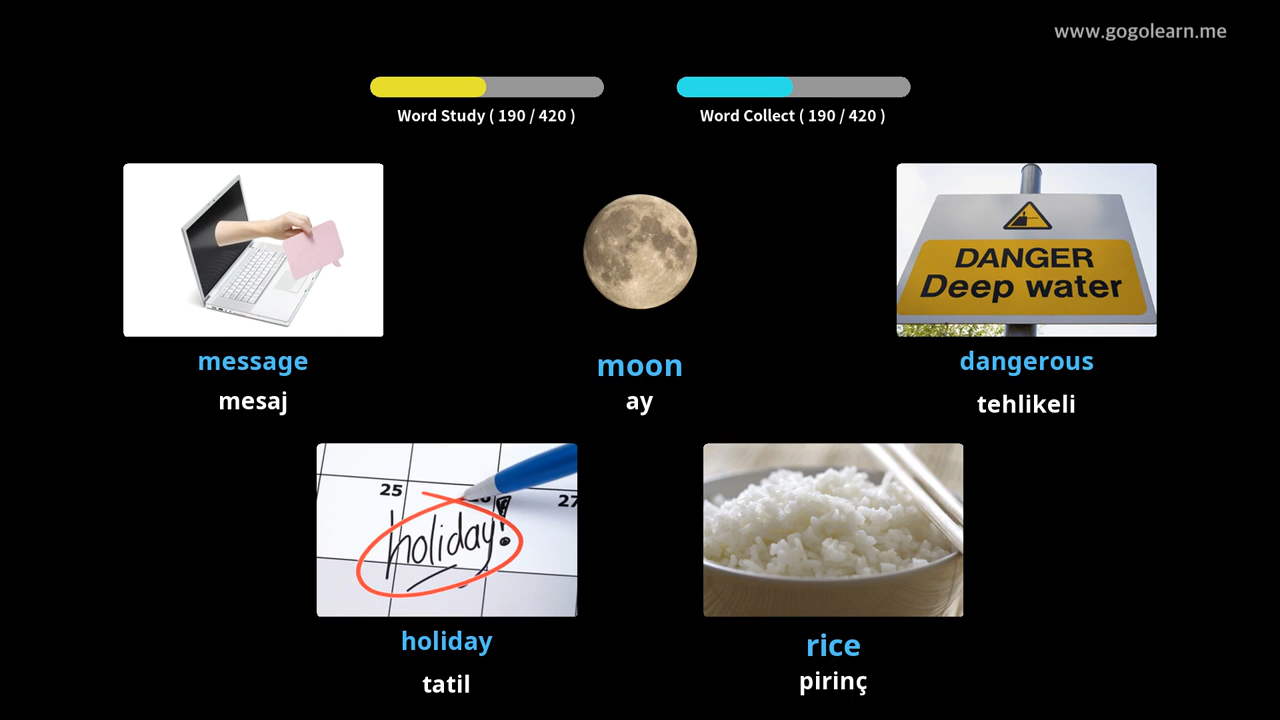 www.gogolearn.me
Word Study ( 190 / 420 )
Word Collect ( 190 / 420 )
DANGER
Deep water
message
moon
dangerous
mesaj
ay
tehlikeli
25
27
holiday!
holiday
rice
tatil
pirinç